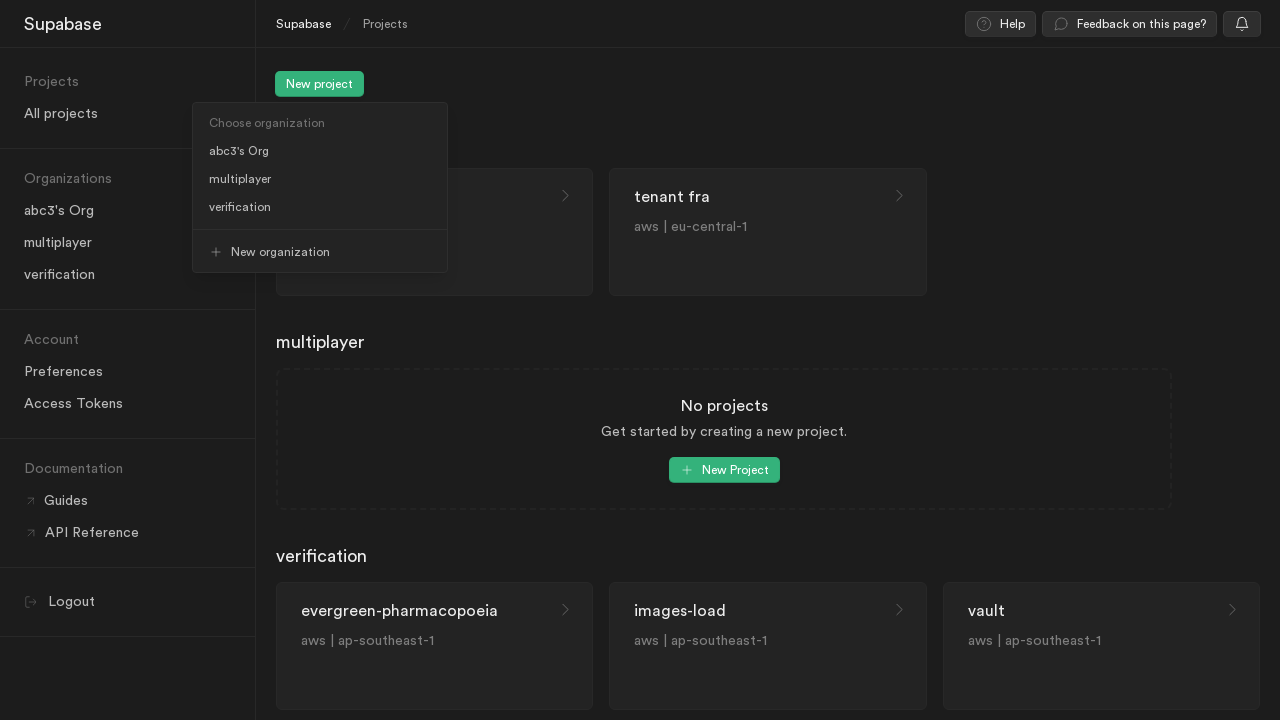 Supabase
Supabase / Projects
Help
Feedback on this page?
Projects
All projects
Organizations
abc3's Org
multiplayer
verification
Account
Preferences
Access Tokens
Documentation
Guides
API Reference
Logout
New project
Choose organization
abc3's Org
multiplayer
verification
New organization
tenant fra
aws | eu-central-1
multiplayer
No projects
Get started by creating a new project.
New Project
verification
evergreen-pharmacopoeia
aws | ap-southeast-1
images-load
aws | ap-southeast-1
vault
aws | ap-southeast-1